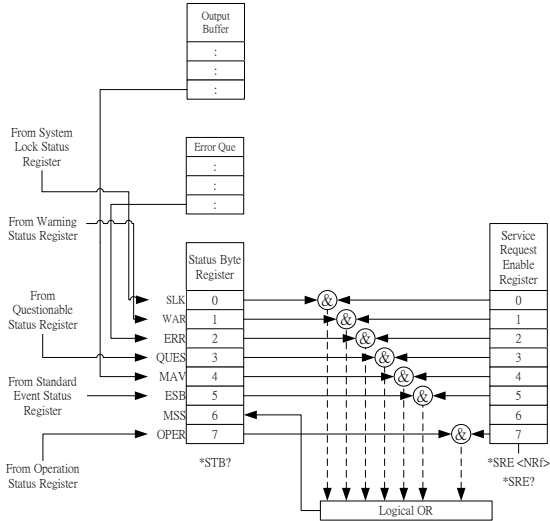 Output
Buffer
:
:
:
From System
Lock Status
Register
Error Que
:
:
:
From Warning
Status Register
Status Byte
Register
Service
Request
Enable
Register
From
Questionable
Status Register
SLK 0 & 0
WAR 1 & 1
ERR 2 & 2
QUES 3 & 3
MAV 4 & 4
From Standard
Event Status
Register
ESB 5 & 5
MSS 6 6
OPER 7 & 7
From Operation
Status Register
*STB?
*SRE <NRf>
*SRE?
Logical OR